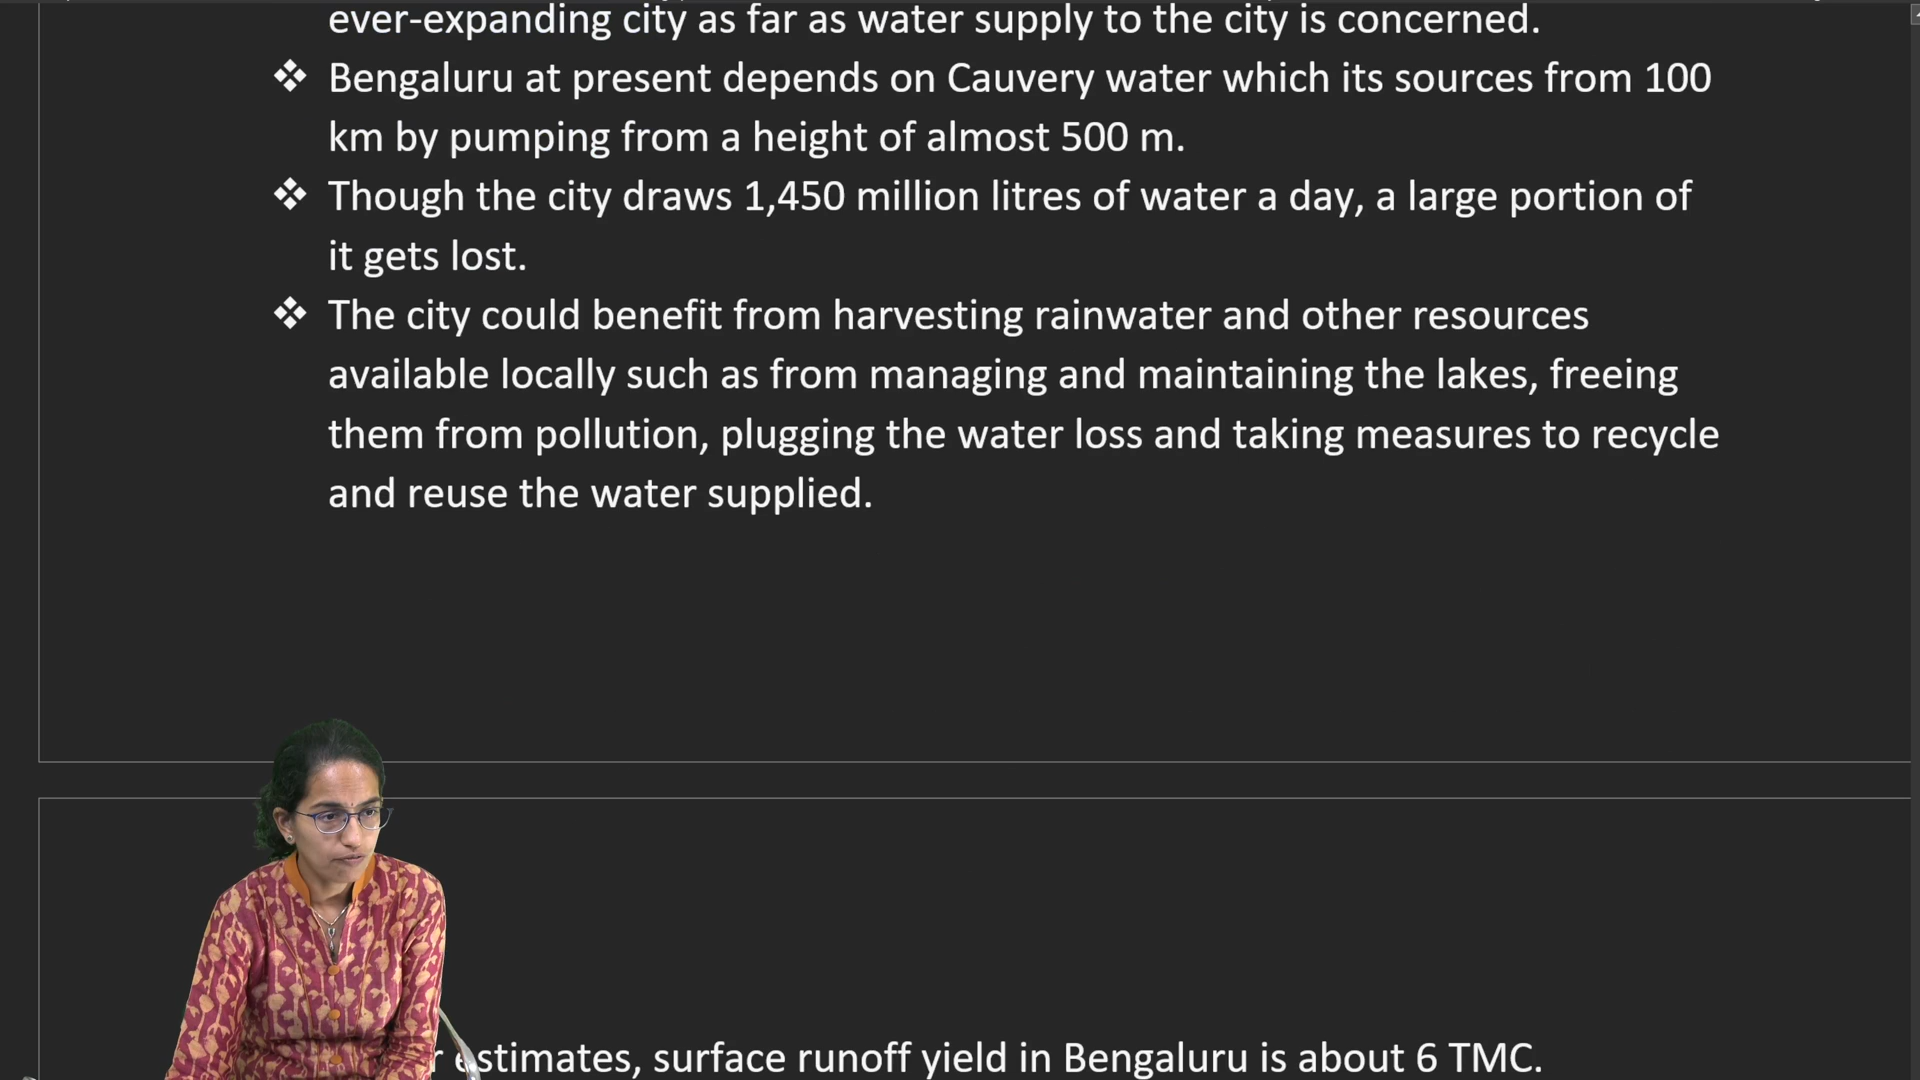 ever-expanding city as far as water supply to the city is concerned.
❖ Bengaluru at present depends on Cauvery water which its sources from 100
km by pumping from a height of almost 500 m.
❖ Though the city draws 1,450 million litres of water a day, a large portion of
it gets lost.
❖ The city could benefit from harvesting rainwater and other resources
available locally such as from managing and maintaining the lakes, freeing
them from pollution, plugging the water loss and taking measures to recycle
and reuse the water supplied.
estimates, surface runoff yield in Bengaluru is about 6 TMC.